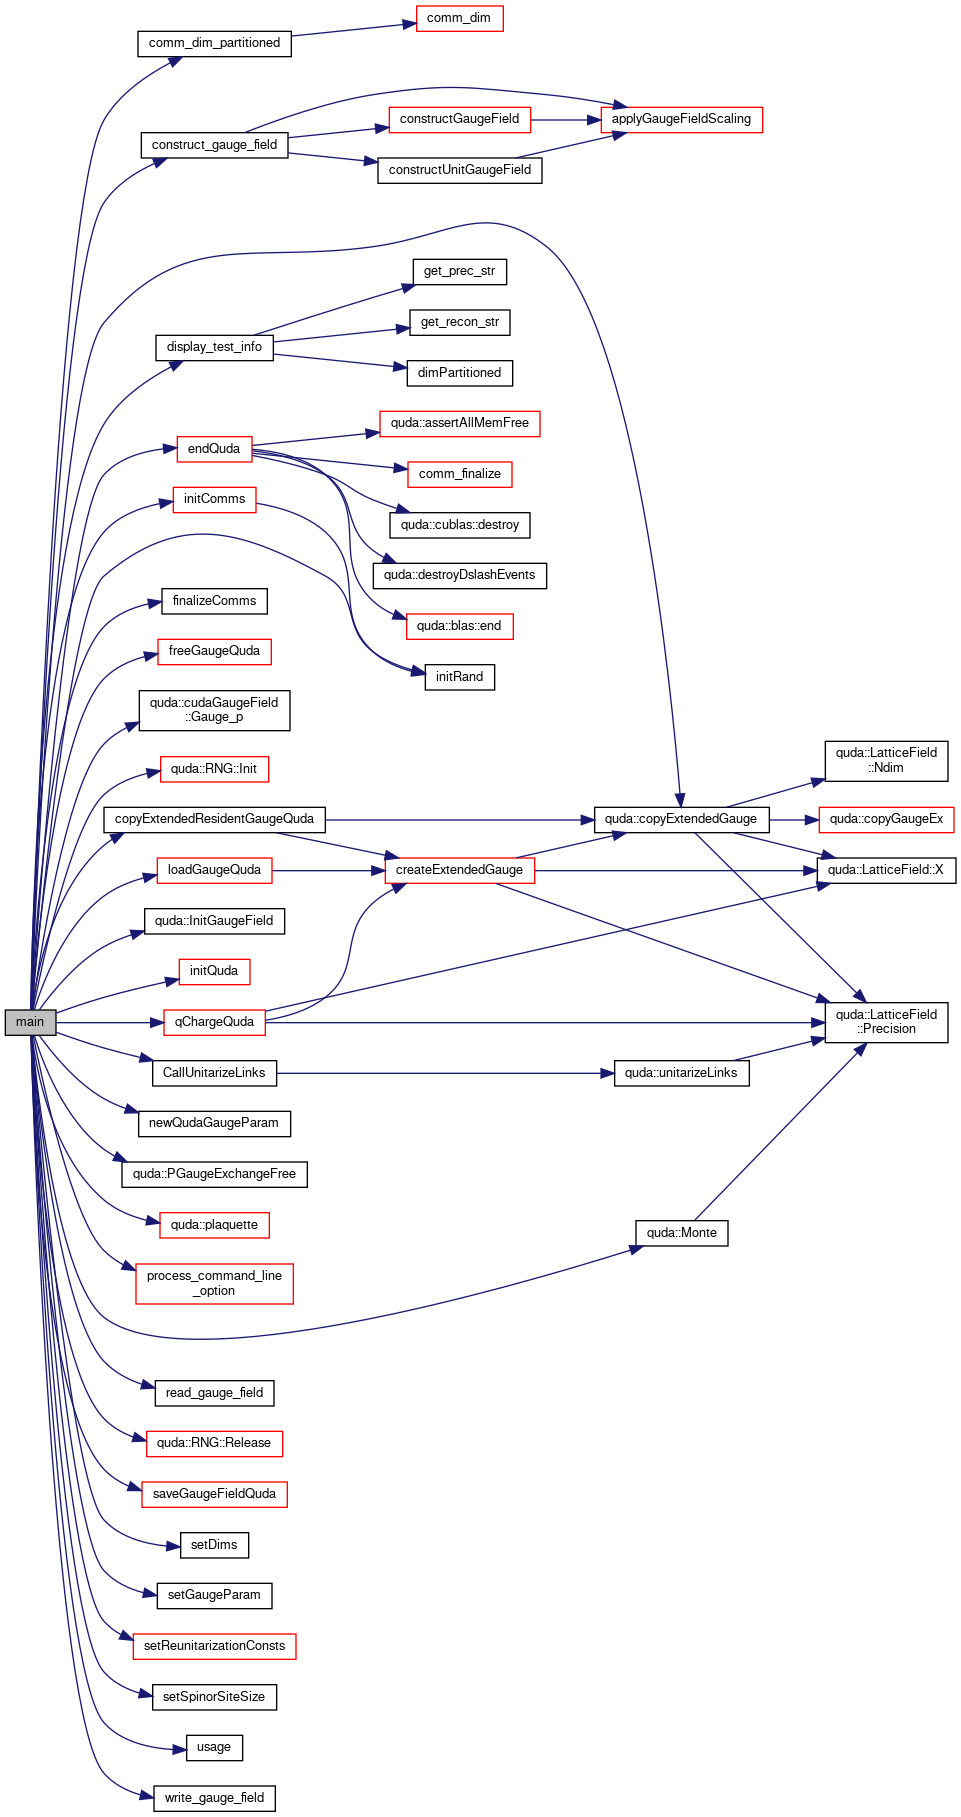 comm_dim
comm_dim_partitioned
constructGaugeField
applyGaugeFieldScaling
construct_gauge_field
constructUnitGaugeField
get_prec_str
get_recon_str
display_test_info
dimPartitioned
quda::assertAllMemFree
endQuda
comm_finalize
initComms
quda::cublas::destroy
quda::destroyDslashEvents
finalizeComms
quda::blas::end
freeGaugeQuda
initRand
quda::cudaGaugeField
::Gauge_p
quda::LatticeField
::Ndim
quda::RNG::Init
copyExtendedResidentGaugeQuda
quda::copyExtendedGauge
quda::copyGaugeEx
loadGaugeQuda
createExtendedGauge
quda::LatticeField::X
quda::InitGaugeField
initQuda
main
qChargeQuda
quda::LatticeField
::Precision
CallUnitarizeLinks
quda::unitarizeLinks
newQudaGaugeParam
quda::PGaugeExchangeFree
quda::plaquette
quda::Monte
process_command_line
_option
read_gauge_field
quda::RNG::Release
saveGaugeFieldQuda
setDims
setGaugeParam
setReunitarizationConsts
setSpinorSiteSize
usage
write_gauge_field